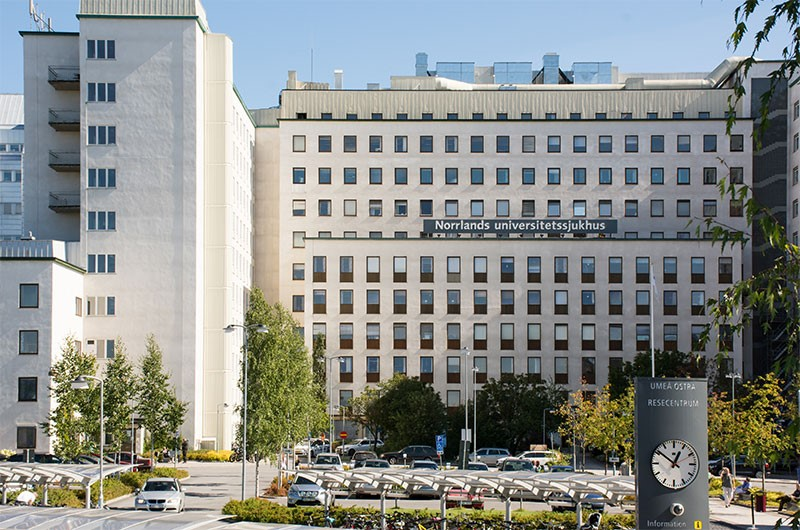 Norrlands universitetssjukhus
UMEÅ ÖSTRA
RESECENTRUM
Information i